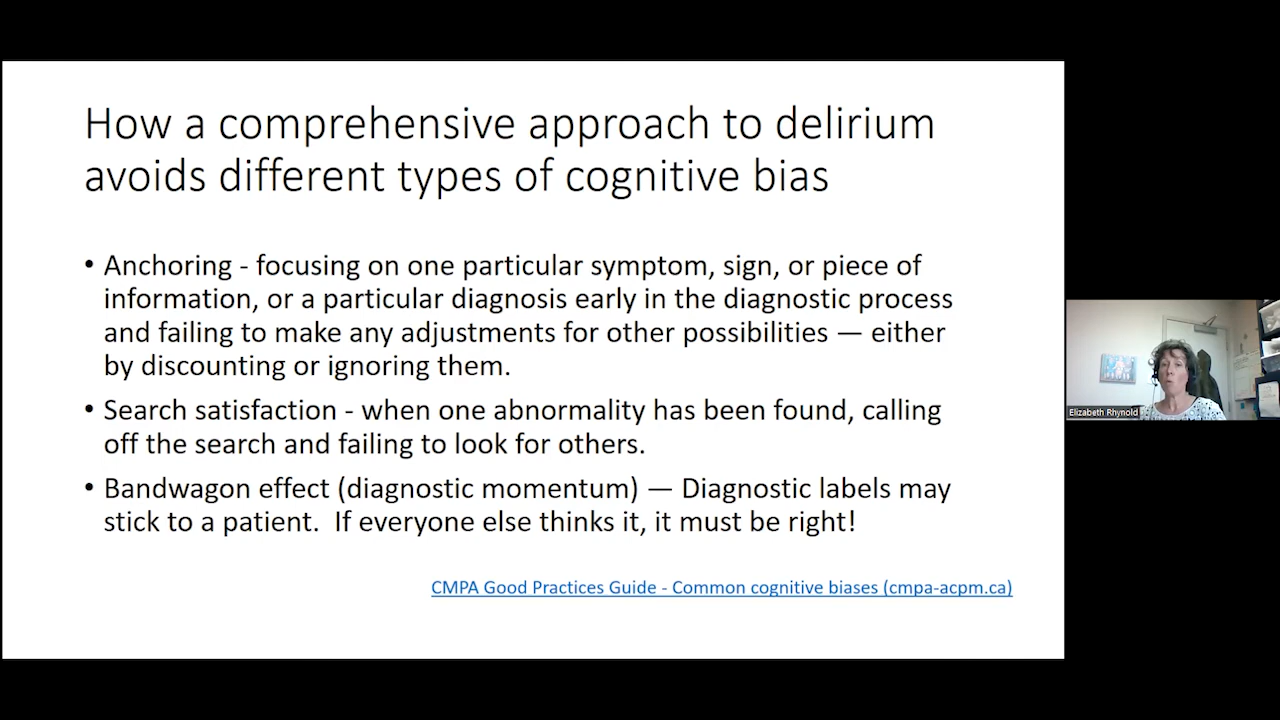 How a comprehensive approach to delirium
avoids different types of cognitive bias
• Anchoring - focusing on one particular symptom, sign, or piece of
information, or a particular diagnosis early in the diagnostic process
and failing to make any adjustments for other possibilities — either
by discounting or ignoring them.
• Search satisfaction - when one abnormality has been found, calling
off the search and failing to look for others.
• Bandwagon effect (diagnostic momentum) — Diagnostic labels may
stick to a patient.  If everyone else thinks it, it must be right!
CMPA Good Practices Guide - Common cognitive biases (cmpa-acpm.ca)
Elizabeth Rhynold